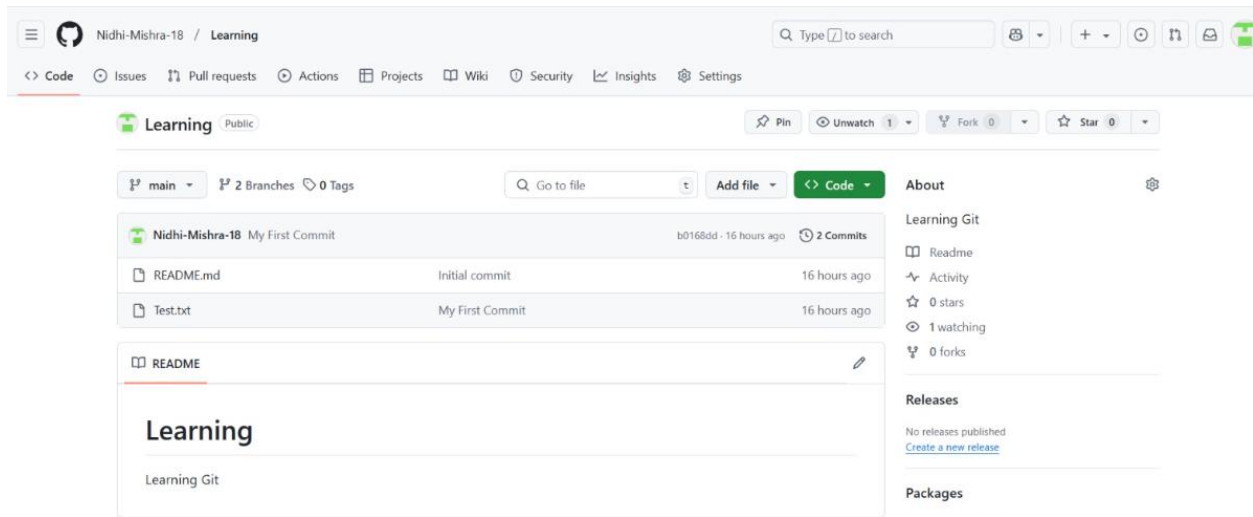 Nidhi-Mishra-18 / Learning
Type / to search
Code Issues Pull requests Actions Projects Wiki Security Insights Settings
Learning Public
Pin Unwatch 1 Fork 0 Star 0
main 2 Branches 0 Tags
Go to file t Add file Code
Nidhi-Mishra-18 My First Commit b0168dd · 16 hours ago 2 Commits
README.md Initial commit 16 hours ago
Test.txt My First Commit 16 hours ago
README
Learning
Learning Git
About
Learning Git
Readme
Activity
0 stars
1 watching
0 forks
Releases
No releases published
Create a new release
Packages